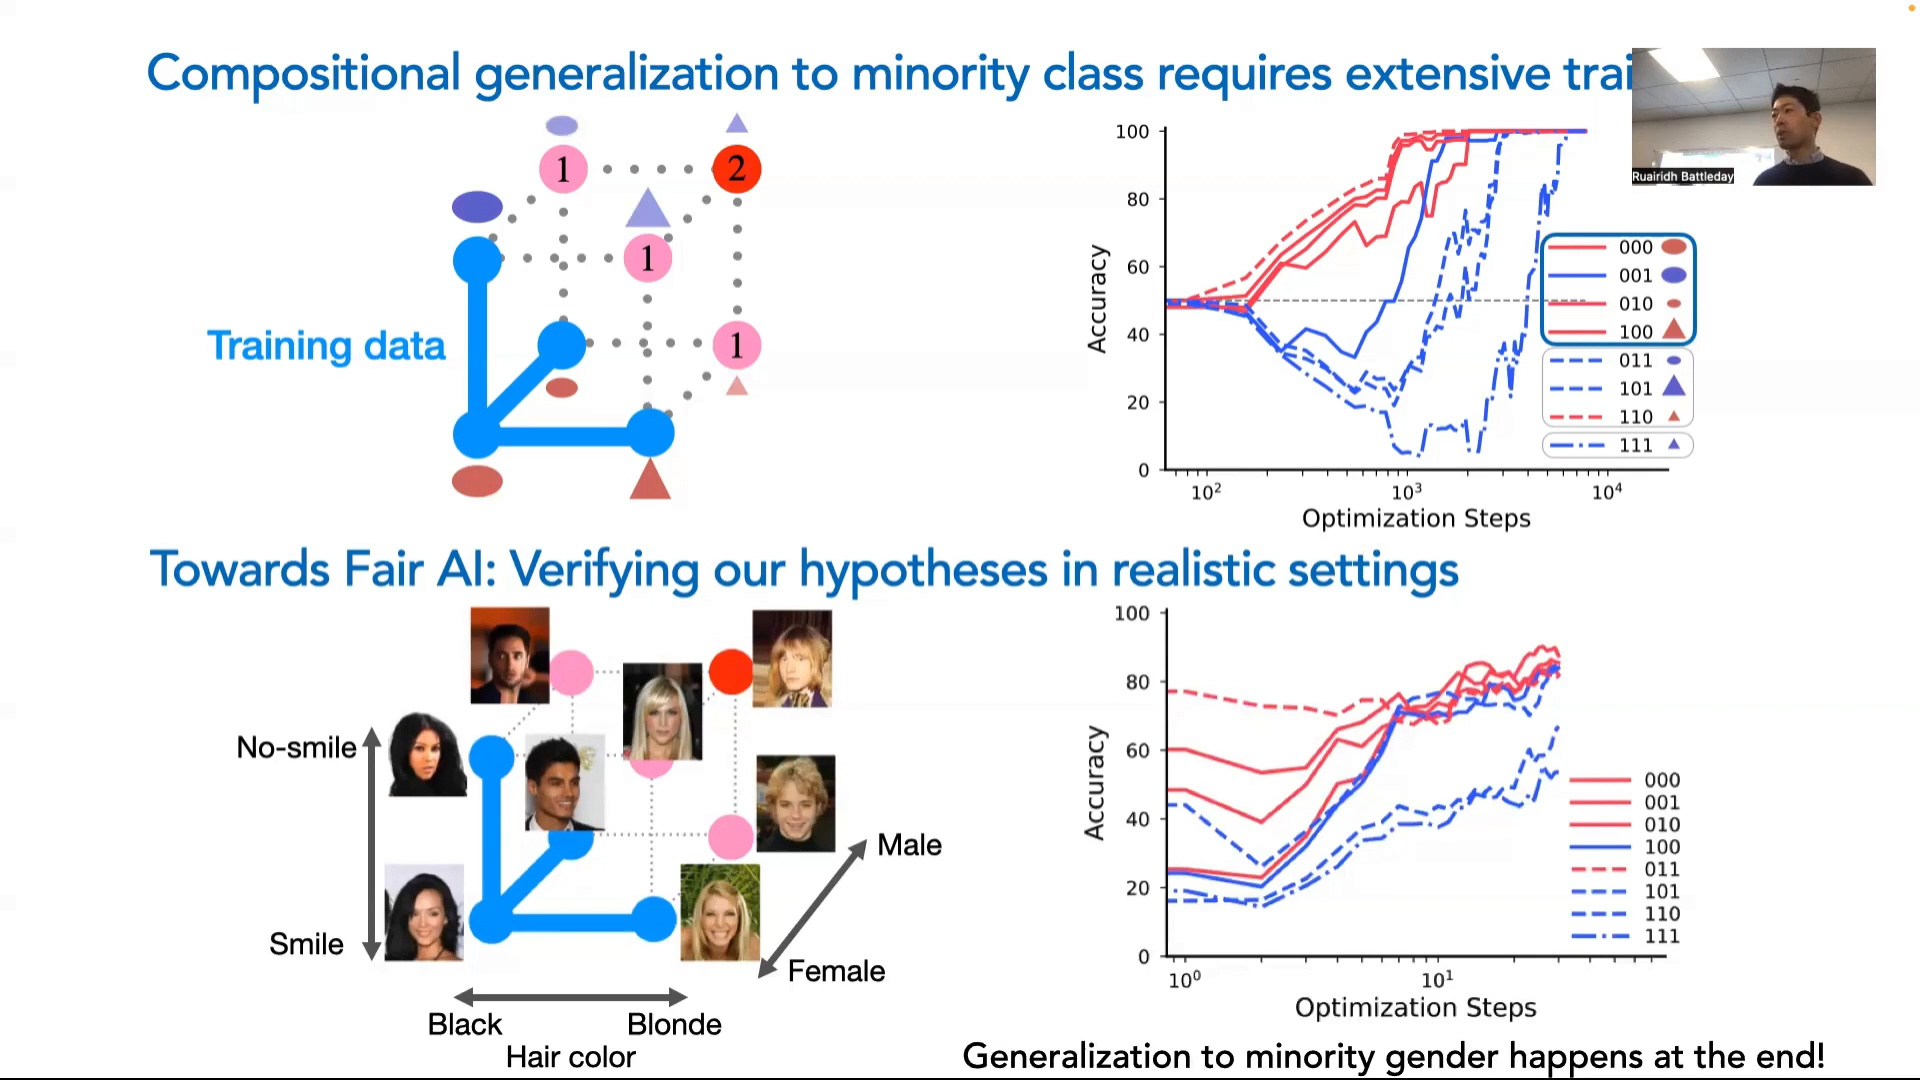 Compositional generalization to minority class requires extensive trai
Ruairidh Battleday
1
2
1
1
Training data
100
80
60
40
20
0
Accuracy
10²
10³
10⁴
Optimization Steps
000
001
010
100
011
101
110
111
Towards Fair AI: Verifying our hypotheses in realistic settings
No-smile
Smile
Black
Blonde
Hair color
Male
Female
100
80
60
40
20
0
Accuracy
10⁰
10¹
Optimization Steps
000
001
010
100
011
101
110
111
Generalization to minority gender happens at the end!